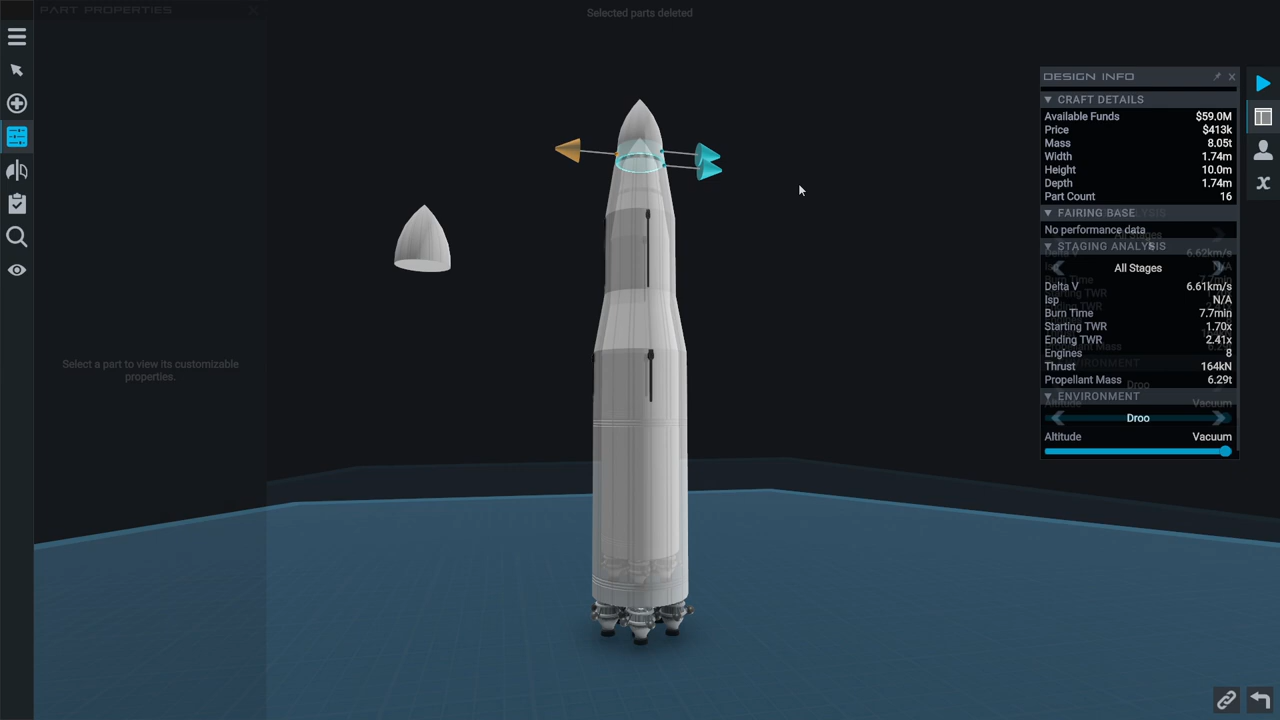 PART PROPERTIES
Selected parts deleted
Select a part to view its customizable
properties.
DESIGN INFO
CRAFT DETAILS
Available Funds $59.0M
Price $413k
Mass 8.05t
Width 1.74m
Height 10.0m
Depth 1.74m
Part Count 16
FAIRING BASE
No performance data
STAGING ANALYSIS
All Stages
Delta V 6.61km/s
Isp N/A
Burn Time 7.7min
Starting TWR 1.70x
Ending TWR 2.41x
Engines 8
Thrust 164kN
Propellant Mass 6.29t
ENVIRONMENT
Droo
Altitude Vacuum
x